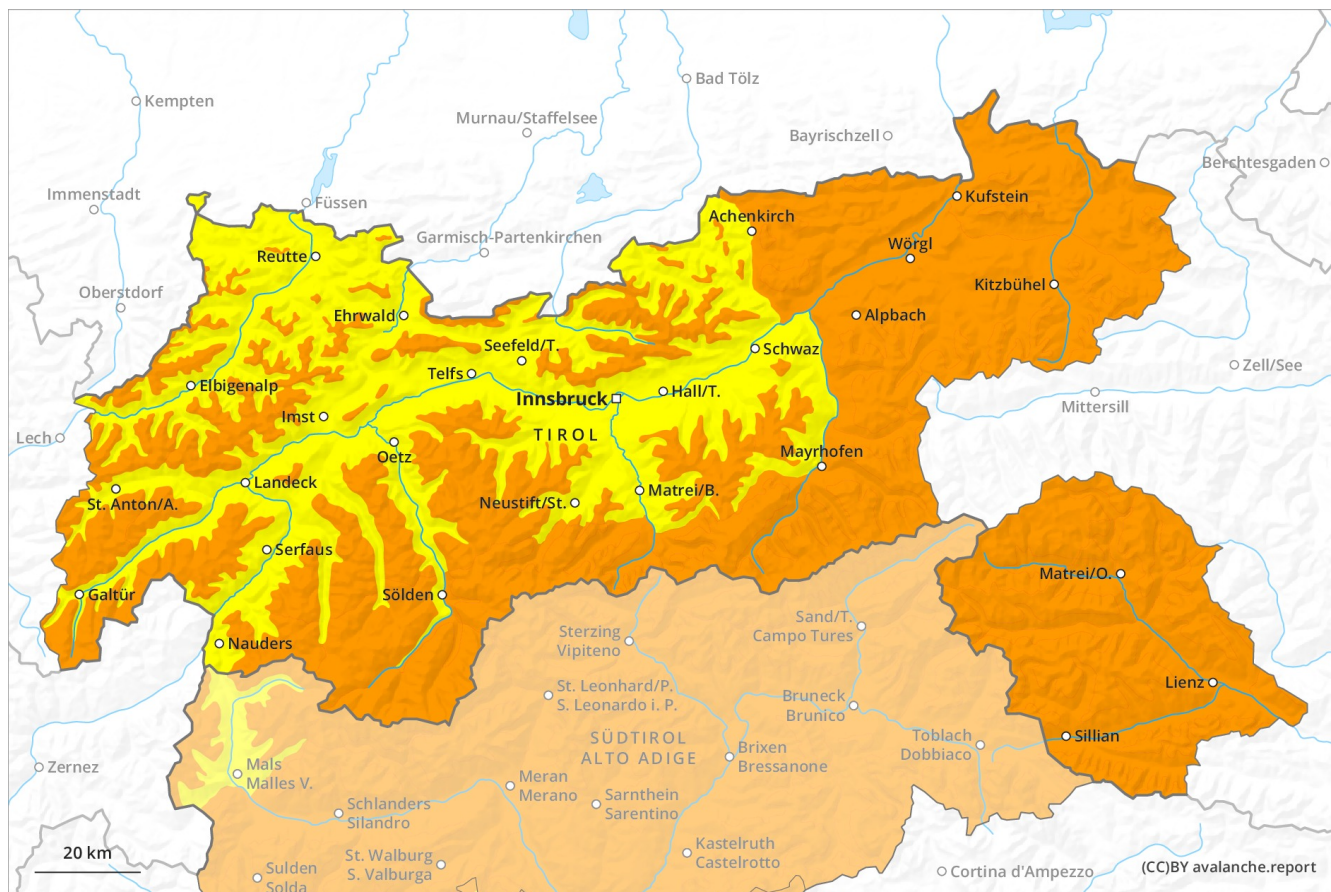 Bad Tölz
Kempten
Murnau/Staffelsee
Bayrischzell
Berchtesgaden
Immenstadt
Füssen
Kufstein
Achenkirch
Garmisch-Partenkirchen
Wörgl
Reutte
Kitzbühel
Oberstdorf
Ehrwald
Alpbach
Seefeld/T.
Schwaz
Zell/See
Telfs
Elbigenalp
Hall/T.
Innsbruck
Mittersill
Imst
TIROL
Lech
Oetz
Mayrhofen
Landeck
Matrei/B.
St. Anton/A.
Neustift/St.
Serfaus
Matrei/O.
Galtür
Sölden
Sand/T.
Campo Tures
Sterzing
Vipiteno
Nauders
Lienz
St. Leonhard/P.
S. Leonardo i. P.
Bruneck
Brunico
SÜDTIROL
ALTO ADIGE
Toblach
Dobbiaco
Sillian
Brixen
Bressanone
Zernez
Mals
Malles V.
Meran
Merano
Sarnthein
Sarentino
Schlanders
Silandro
20 km
Kastelruth
Castelrotto
St. Walburg
S. Valburga
Sulden
Solda
Cortina d'Ampezzo
(CC)BY avalanche.report